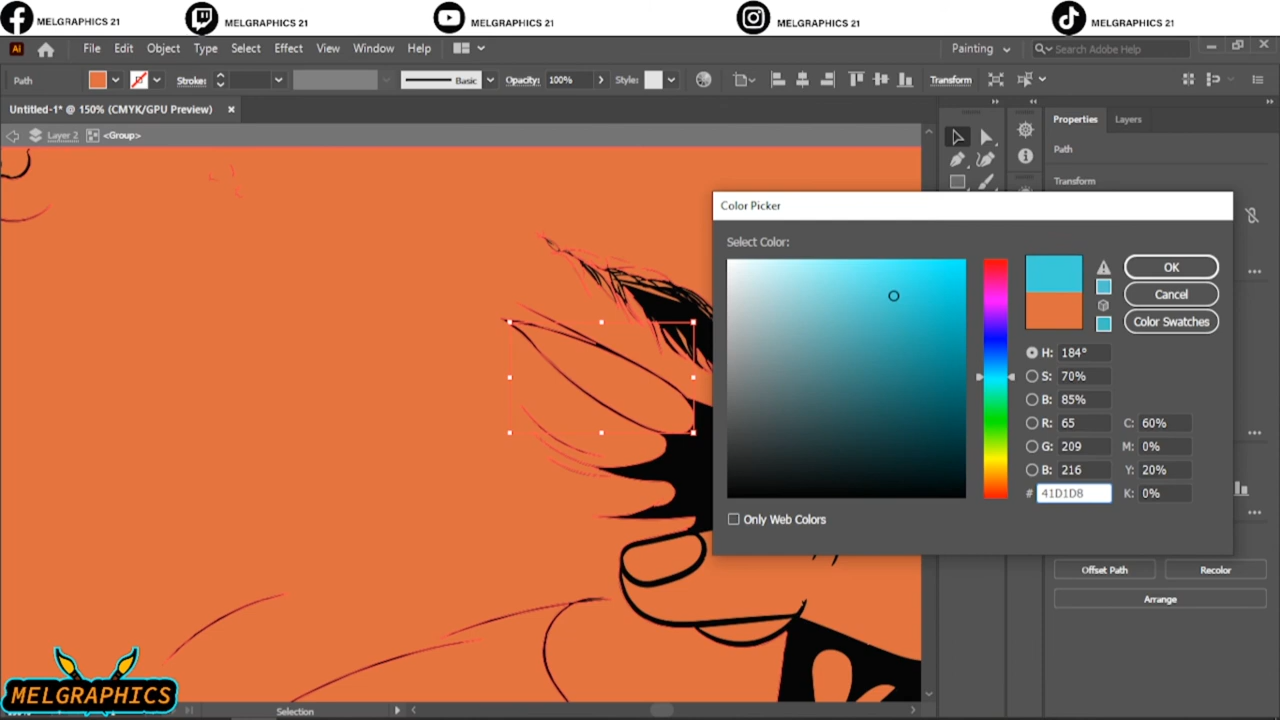 MELGRAPHICS 21
MELGRAPHICS 21
MELGRAPHICS 21
MELGRAPHICS 21
MELGRAPHICS 21
Ai File Edit Object Type Select Effect View Window Help Painting Search Adobe Help
Path Stroke: Basic Opacity: 100% Style: Transform
Untitled-1* @ 150% (CMYK/GPU Preview) ×
Layer 2 <Group>
Properties Layers
Path
Transform
Color Picker
Select Color:
OK
Cancel
Color Swatches
H: 184°
S: 70%
B: 85%
R: 65 C: 60%
G: 209 M: 0%
B: 216 Y: 20%
# 41D1D8 K: 0%
Only Web Colors
Offset Path Recolor
Arrange
MELGRAPHICS
Selection